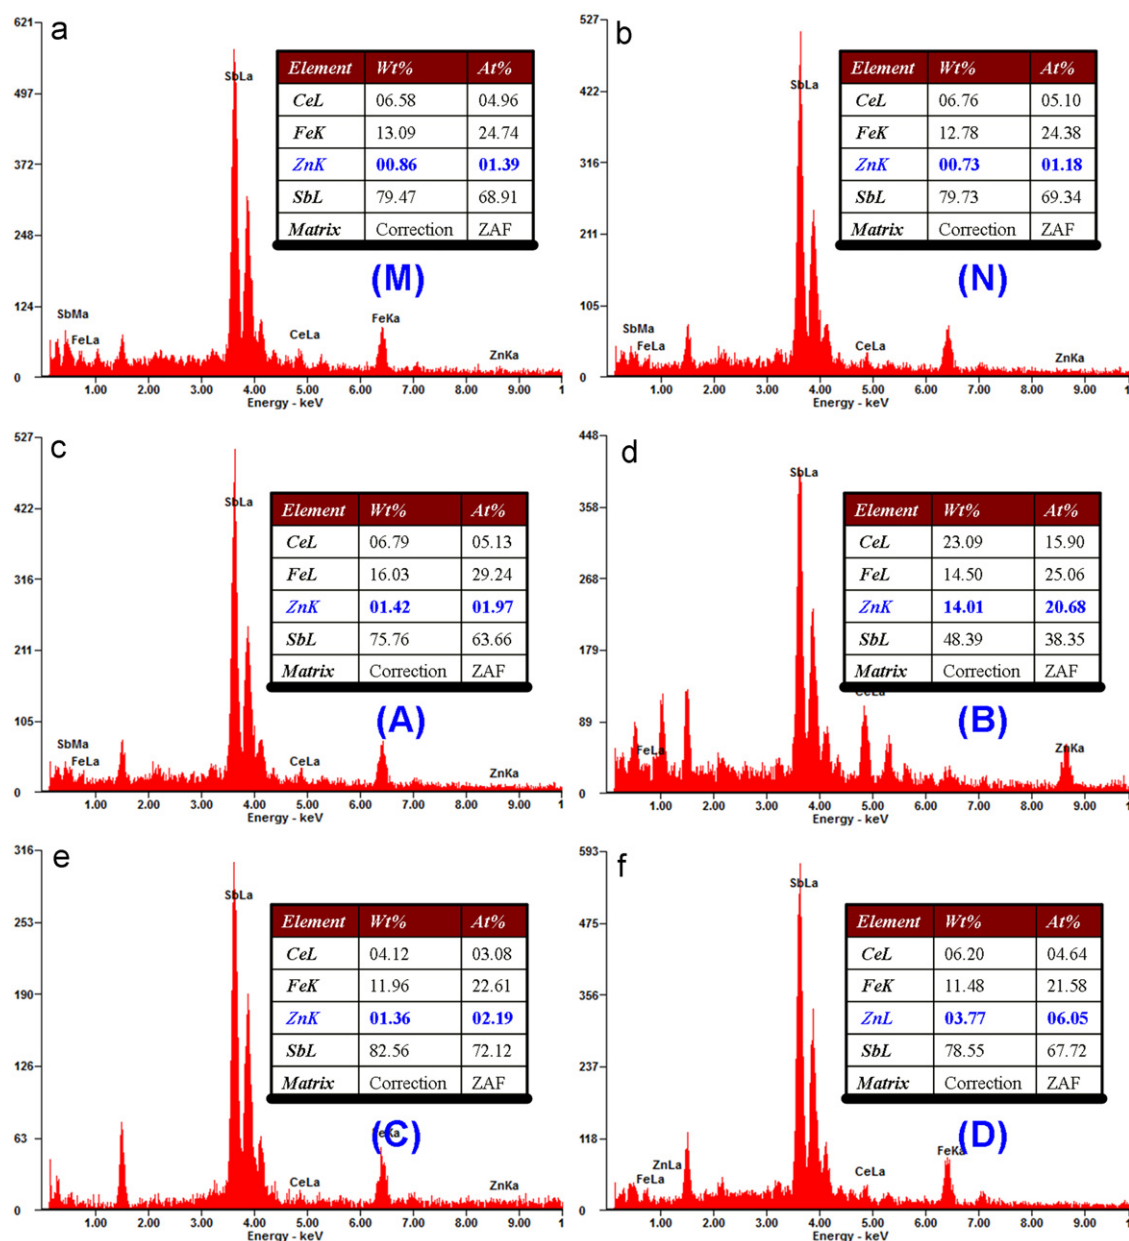 a
621
497
372
248
124
0
SbLa
SbMa
FeLa
CeLa
FeKa
ZnKa
1.00 2.00 3.00 4.00 5.00 6.00 7.00 8.00 9.00 1
Energy - keV
Element Wt% At%
CeL 06.58 04.96
FeK 13.09 24.74
ZnK 00.86 01.39
SbL 79.47 68.91
Matrix Correction ZAF
(M)
b
527
422
316
211
105
0
SbLa
SbMa
FeLa
CeLa
ZnKa
1.00 2.00 3.00 4.00 5.00 6.00 7.00 8.00 9.00 1
Energy - keV
Element Wt% At%
CeL 06.76 05.10
FeK 12.78 24.38
ZnK 00.73 01.18
SbL 79.73 69.34
Matrix Correction ZAF
(N)
c
527
422
316
211
105
0
SbLa
SbMa
FeLa
CeLa
ZnKa
1.00 2.00 3.00 4.00 5.00 6.00 7.00 8.00 9.00 1
Energy - keV
Element Wt% At%
CeL 06.79 05.13
FeL 16.03 29.24
ZnK 01.42 01.97
SbL 75.76 63.66
Matrix Correction ZAF
(A)
d
448
358
268
179
89
0
SbLa
FeLa
CeLa
ZnKa
1.00 2.00 3.00 4.00 5.00 6.00 7.00 8.00 9.00 1
Energy - keV
Element Wt% At%
CeL 23.09 15.90
FeL 14.50 25.06
ZnK 14.01 20.68
SbL 48.39 38.35
Matrix Correction ZAF
(B)
e
316
253
190
126
63
0
SbLa
CeLa
FeKa
ZnKa
1.00 2.00 3.00 4.00 5.00 6.00 7.00 8.00 9.00 1
Energy - keV
Element Wt% At%
CeL 04.12 03.08
FeK 11.96 22.61
ZnK 01.36 02.19
SbL 82.56 72.12
Matrix Correction ZAF
(C)
f
593
475
356
237
118
0
SbLa
ZnLa
FeLa
CeLa
FeKa
1.00 2.00 3.00 4.00 5.00 6.00 7.00 8.00 9.00 1
Energy - keV
Element Wt% At%
CeL 06.20 04.64
FeK 11.48 21.58
ZnL 03.77 06.05
SbL 78.55 67.72
Matrix Correction ZAF
(D)